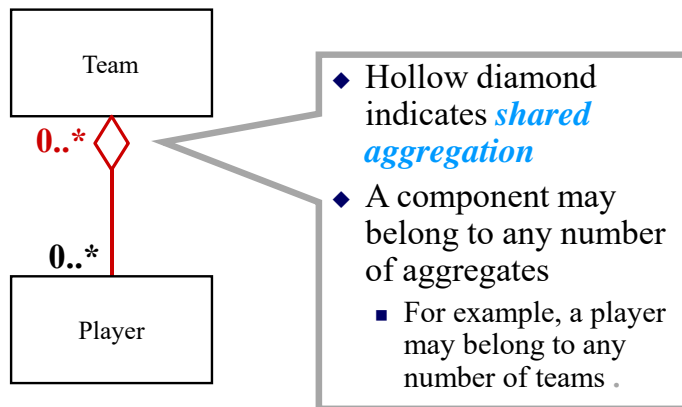 Team
0..*
0..*
Player
◆ Hollow diamond
indicates shared
aggregation
◆ A component may
belong to any number
of aggregates
■ For example, a player
may belong to any
number of teams .